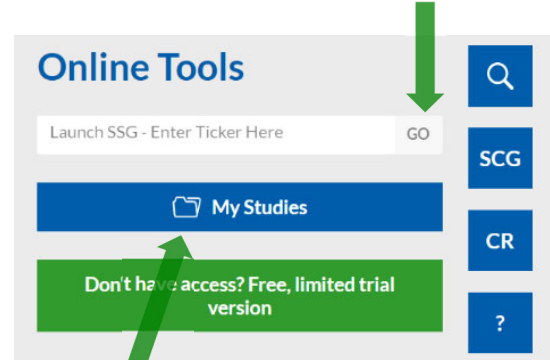 Online Tools
Launch SSG - Enter Ticker Here GO
My Studies
Don't have access? Free, limited trial
version
SCG
CR
?